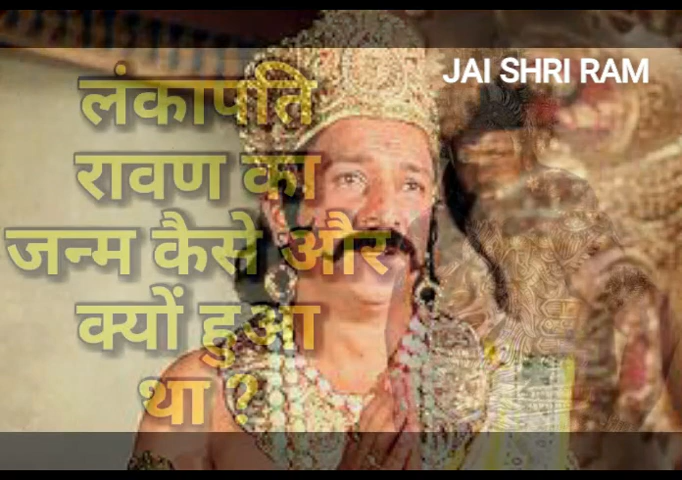 JAI SHRI RAM
लंकापति
रावण का
जन्म कैसे और
क्यों हुआ
था ?